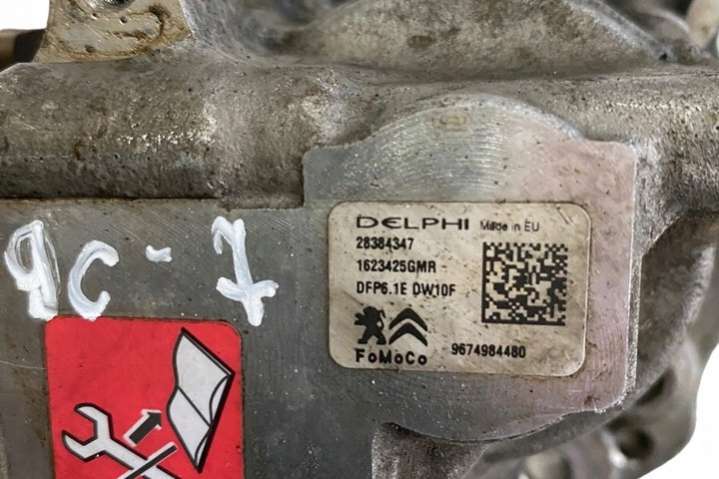 9C-7
DELPHI Made in EU
28384347
1623425GMR -
DFP6.1E DW10F
FoMoCo 9674984480